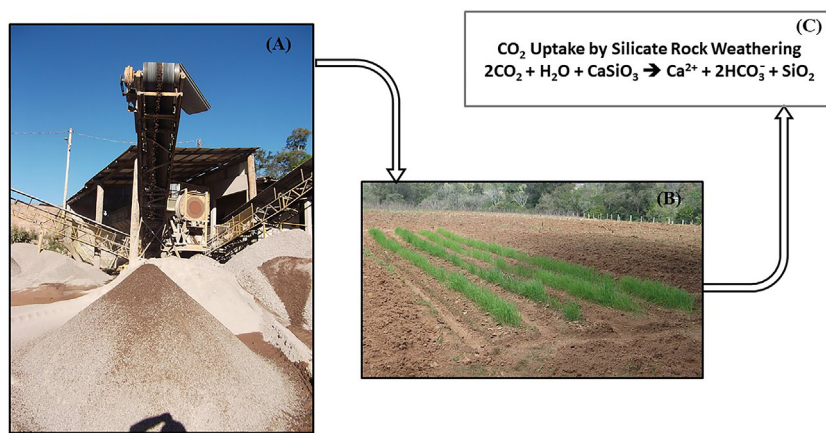 (A)
(C)
CO₂ Uptake by Silicate Rock Weathering
2CO₂ + H₂O + CaSiO₃ → Ca²⁺ + 2HCO₃⁻ + SiO₂
(B)